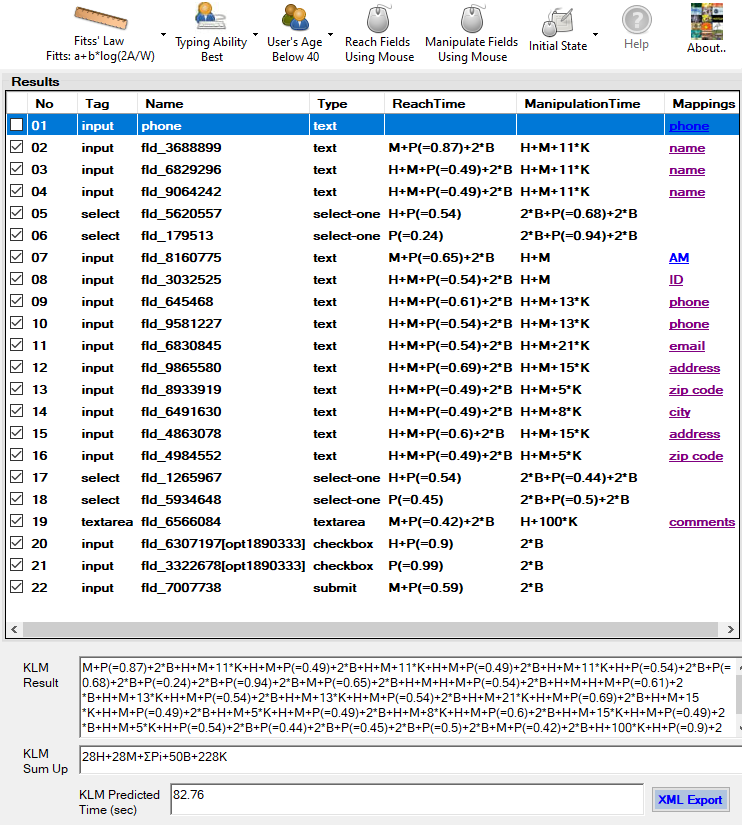 Fitss' Law
Fitts: a+b*log(2A/W)
Typing Ability
Best
User's Age
Below 40
Reach Fields
Using Mouse
Manipulate Fields
Using Mouse
Initial State
Help
About..
Results
No Tag Name Type ReachTime ManipulationTime Mappings
01 input phone text phone
02 input fld_3688899 text M+P(=0.87)+2*B H+M+11*K name
03 input fld_6829296 text H+M+P(=0.49)+2*B H+M+11*K name
04 input fld_9064242 text H+M+P(=0.49)+2*B H+M+11*K name
05 select fld_5620557 select-one H+P(=0.54) 2*B+P(=0.68)+2*B
06 select fld_179513 select-one P(=0.24) 2*B+P(=0.94)+2*B
07 input fld_8160775 text M+P(=0.65)+2*B H+M AM
08 input fld_3032525 text H+M+P(=0.54)+2*B H+M ID
09 input fld_645468 text H+M+P(=0.61)+2*B H+M+13*K phone
10 input fld_9581227 text H+M+P(=0.54)+2*B H+M+13*K phone
11 input fld_6830845 text H+M+P(=0.54)+2*B H+M+21*K email
12 input fld_9865580 text H+M+P(=0.69)+2*B H+M+15*K address
13 input fld_8933919 text H+M+P(=0.49)+2*B H+M+5*K zip code
14 input fld_6491630 text H+M+P(=0.49)+2*B H+M+8*K city
15 input fld_4863078 text H+M+P(=0.6)+2*B H+M+15*K address
16 input fld_4984552 text H+M+P(=0.49)+2*B H+M+5*K zip code
17 select fld_1265967 select-one H+P(=0.54) 2*B+P(=0.44)+2*B
18 select fld_5934648 select-one P(=0.45) 2*B+P(=0.5)+2*B
19 textarea fld_6566084 textarea M+P(=0.42)+2*B H+100*K comments
20 input fld_6307197[opt1890333] checkbox H+P(=0.9) 2*B
21 input fld_3322678[opt1890333] checkbox P(=0.99) 2*B
22 input fld_7007738 submit M+P(=0.59) 2*B
KLM
Result
M+P(=0.87)+2*B+H+M+11*K+H+M+P(=0.49)+2*B+H+M+11*K+H+M+P(=0.49)+2*B+H+M+11*K+H+P(=0.54)+2*B+P(=
0.68)+2*B+P(=0.24)+2*B+P(=0.94)+2*B+M+P(=0.65)+2*B+H+M+H+M+P(=0.54)+2*B+H+M+H+M+P(=0.61)+2
*B+H+M+13*K+H+M+P(=0.54)+2*B+H+M+13*K+H+M+P(=0.54)+2*B+H+M+21*K+H+M+P(=0.69)+2*B+H+M+15
*K+H+M+P(=0.49)+2*B+H+M+5*K+H+M+P(=0.49)+2*B+H+M+8*K+H+M+P(=0.6)+2*B+H+M+15*K+H+M+P(=0.49)+2
*B+H+M+5*K+H+P(=0.54)+2*B+P(=0.44)+2*B+P(=0.45)+2*B+P(=0.5)+2*B+M+P(=0.42)+2*B+H+100*K+H+P(=0.9)+2
KLM
Sum Up
28H+28M+ΣPi+50B+228K
KLM Predicted
Time (sec)
82.76
XML Export